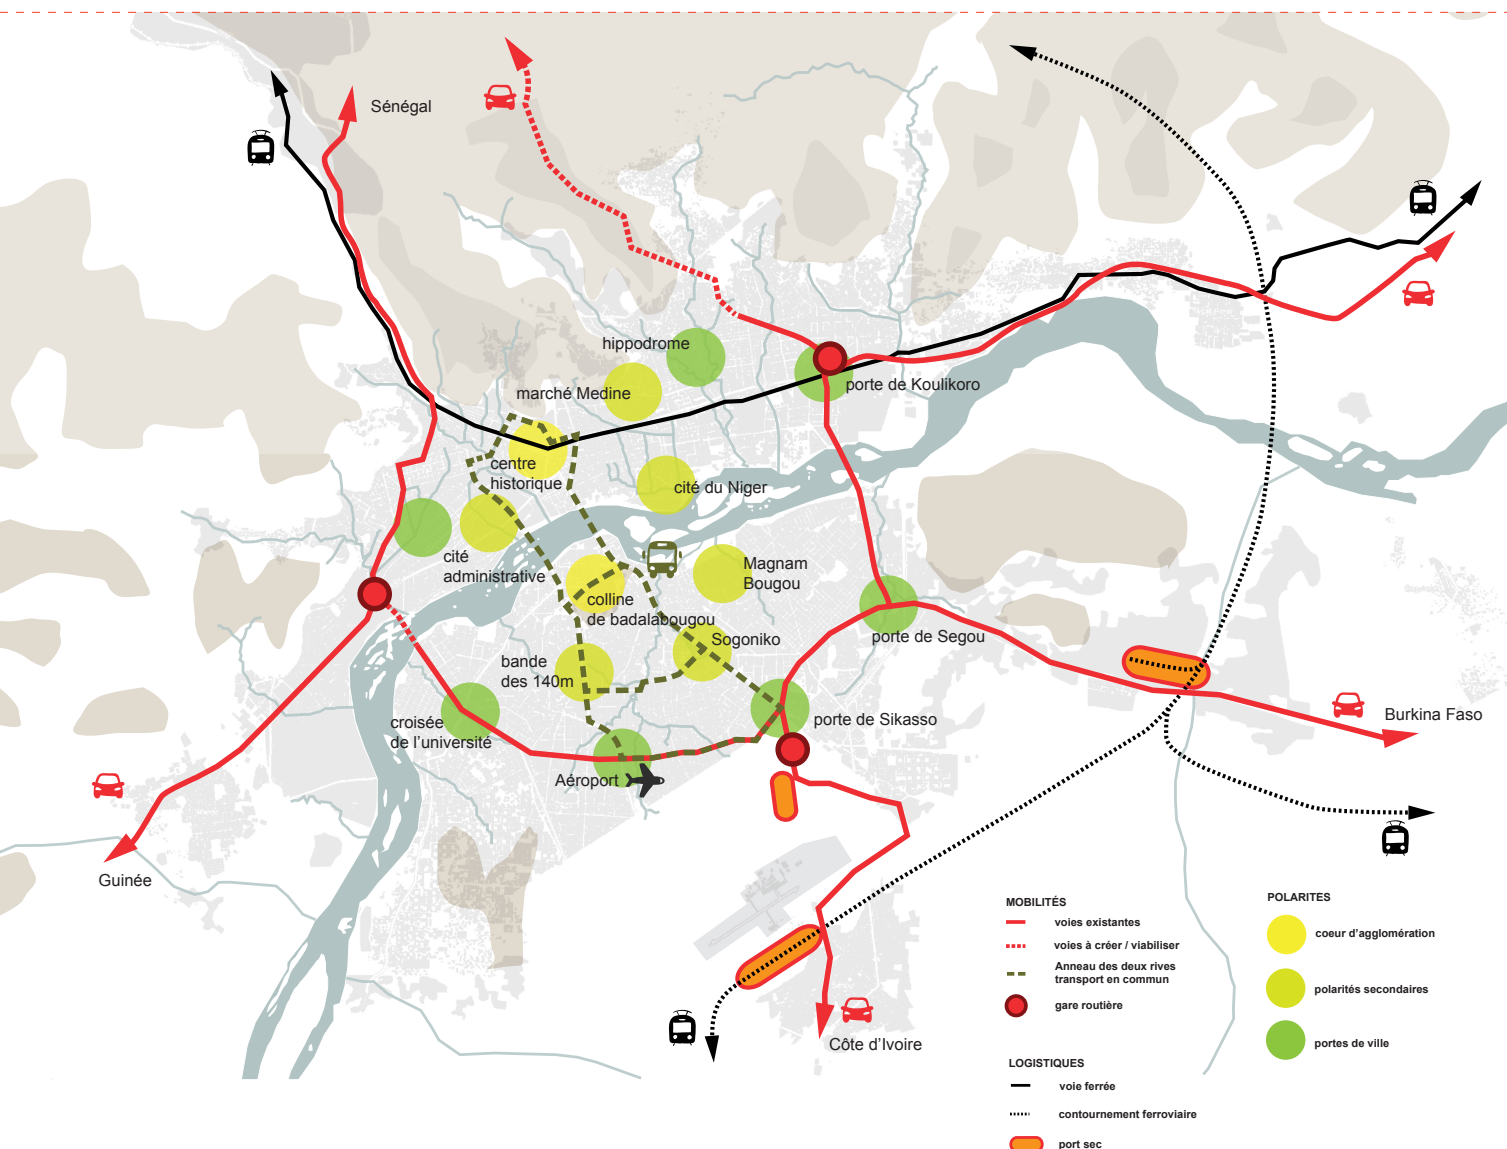 Sénégal
hippodrome
marché Medine
porte de Koulikoro
centre
historique
cité du Niger
cité
administrative
Magnam
Bougou
colline
de badalabougou
Sogoniko
porte de Segou
bande
des 140m
croisée
de l'université
porte de Sikasso
Burkina Faso
Aéroport
Guinée
Côte d'Ivoire
MOBILITÉS
voies existantes
voies à créer / viabiliser
Anneau des deux rives
transport en commun
gare routière
LOGISTIQUES
voie ferrée
contournement ferroviaire
port sec
POLARITES
coeur d'agglomération
polarités secondaires
portes de ville